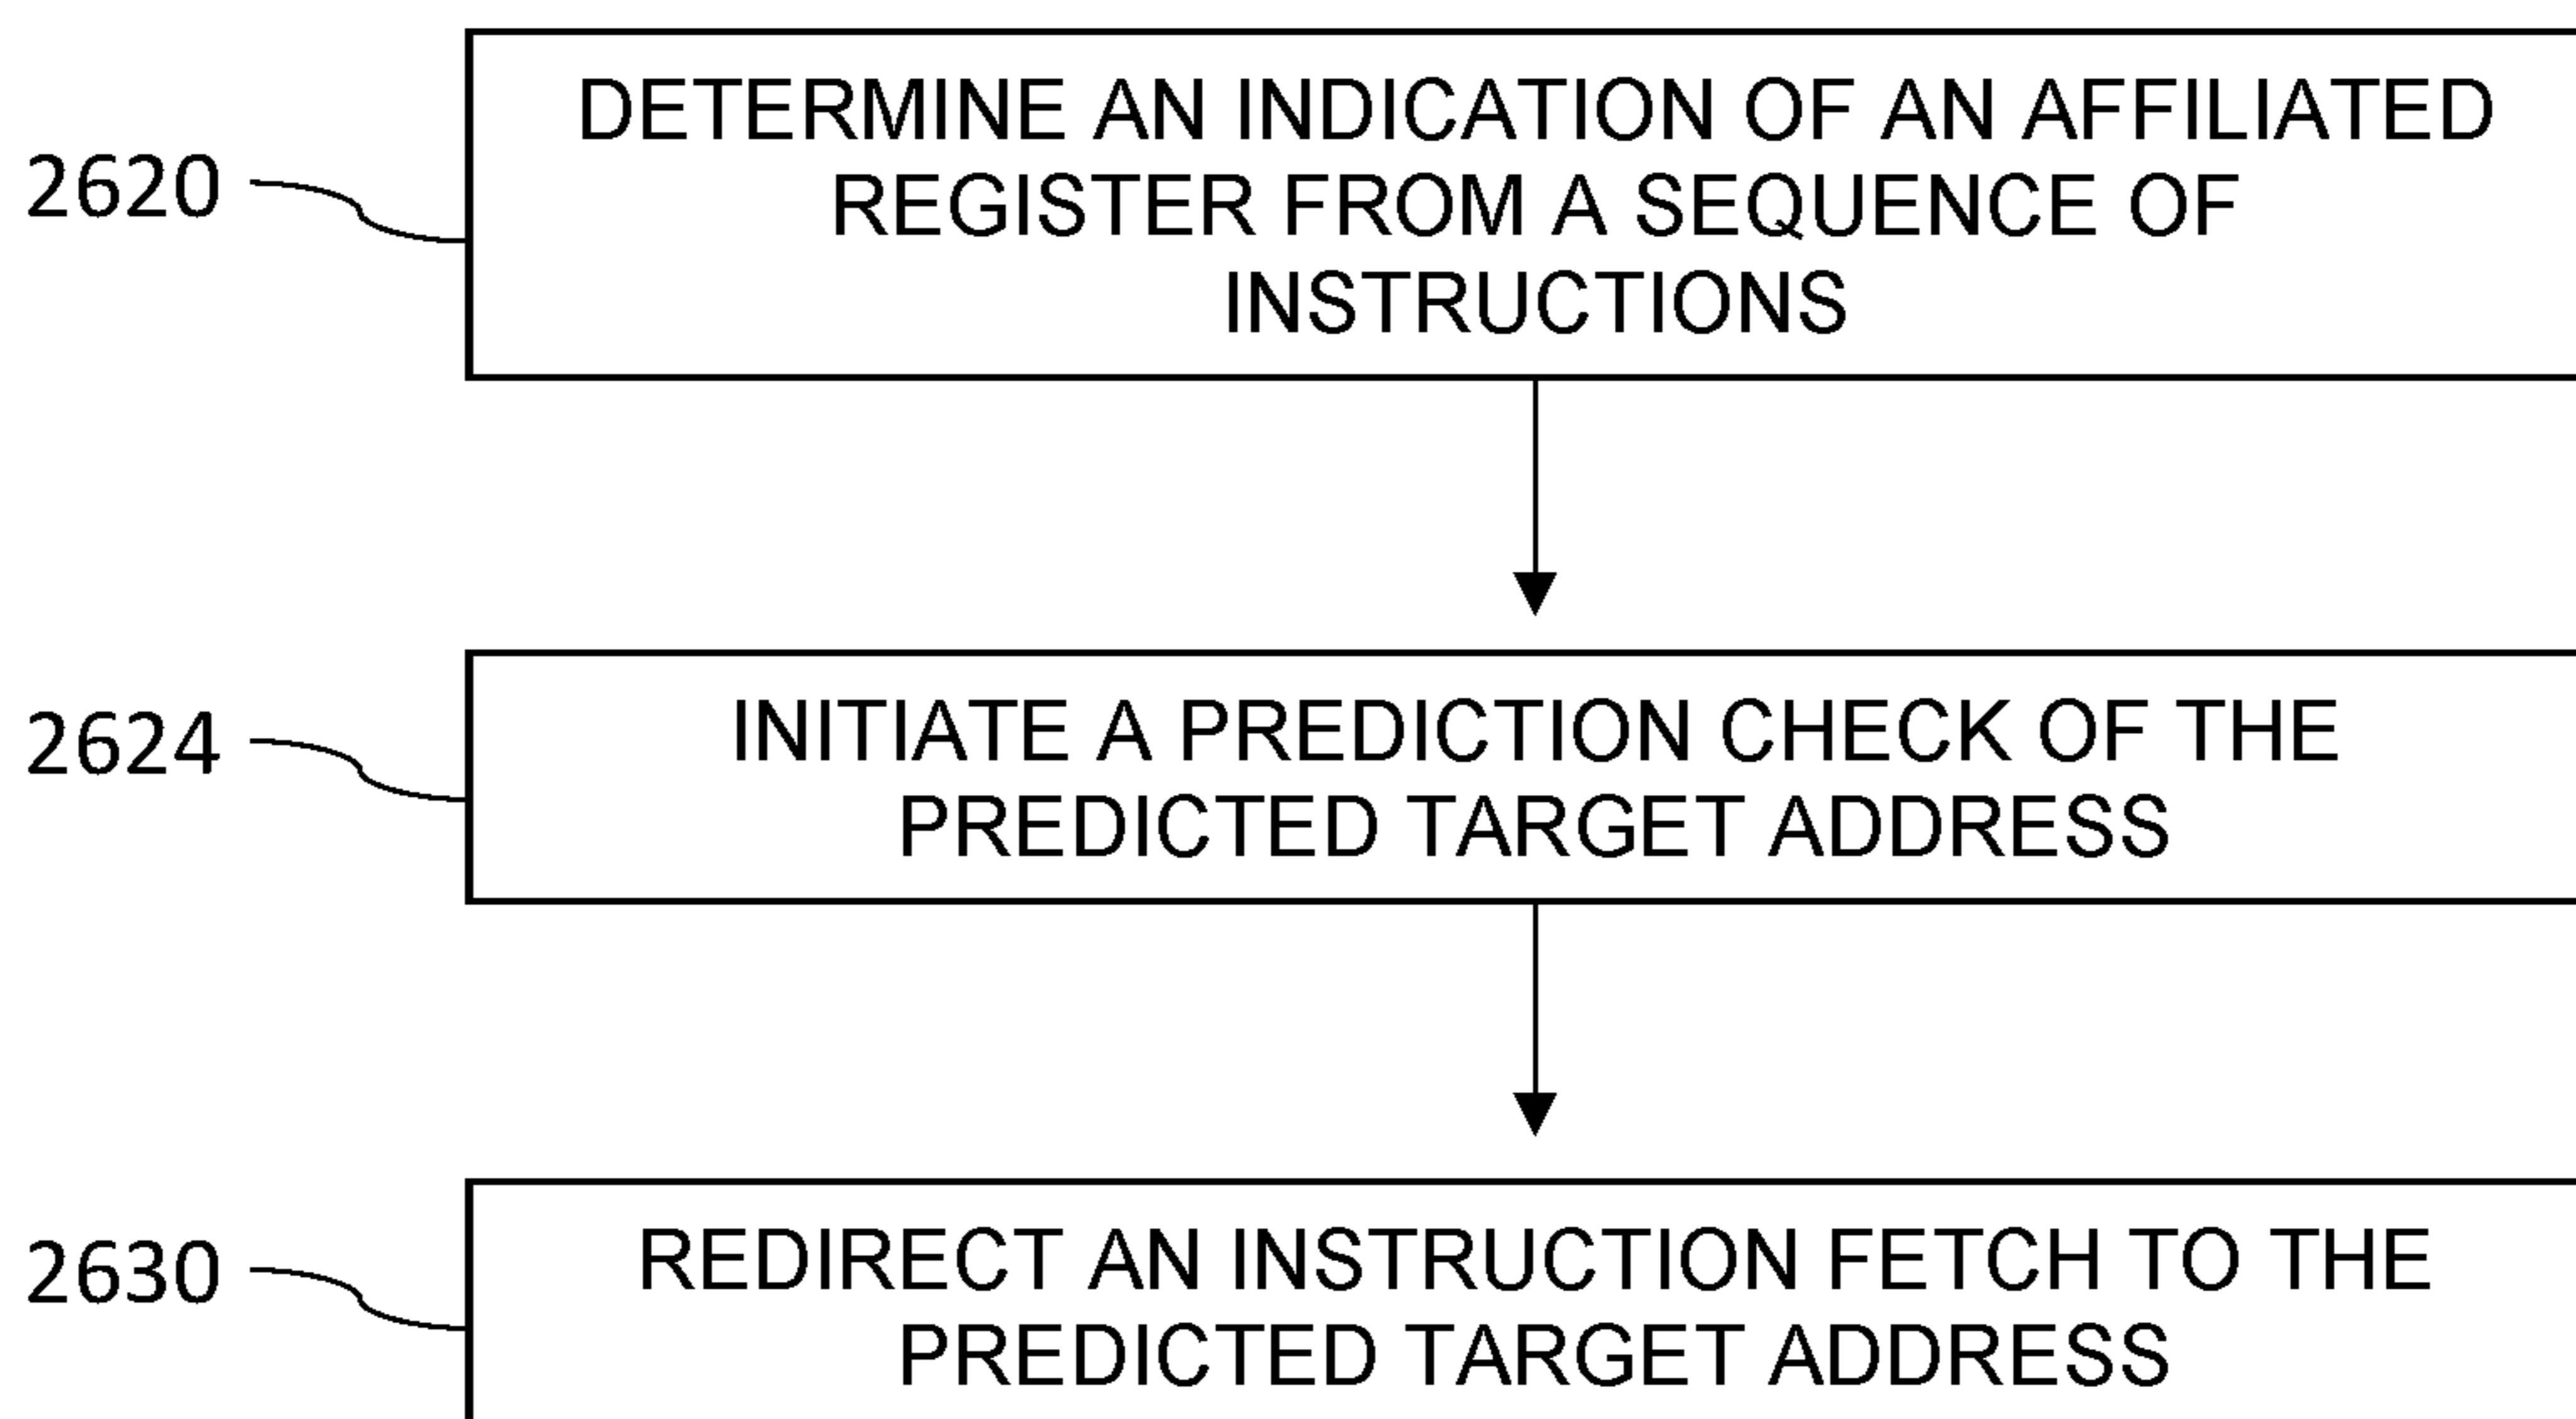 DETERMINE AN INDICATION OF AN AFFILIATED
REGISTER FROM A SEQUENCE OF
INSTRUCTIONS
2620
INITIATE A PREDICTION CHECK OF THE
PREDICTED TARGET ADDRESS
2624
REDIRECT AN INSTRUCTION FETCH TO THE
PREDICTED TARGET ADDRESS
2630